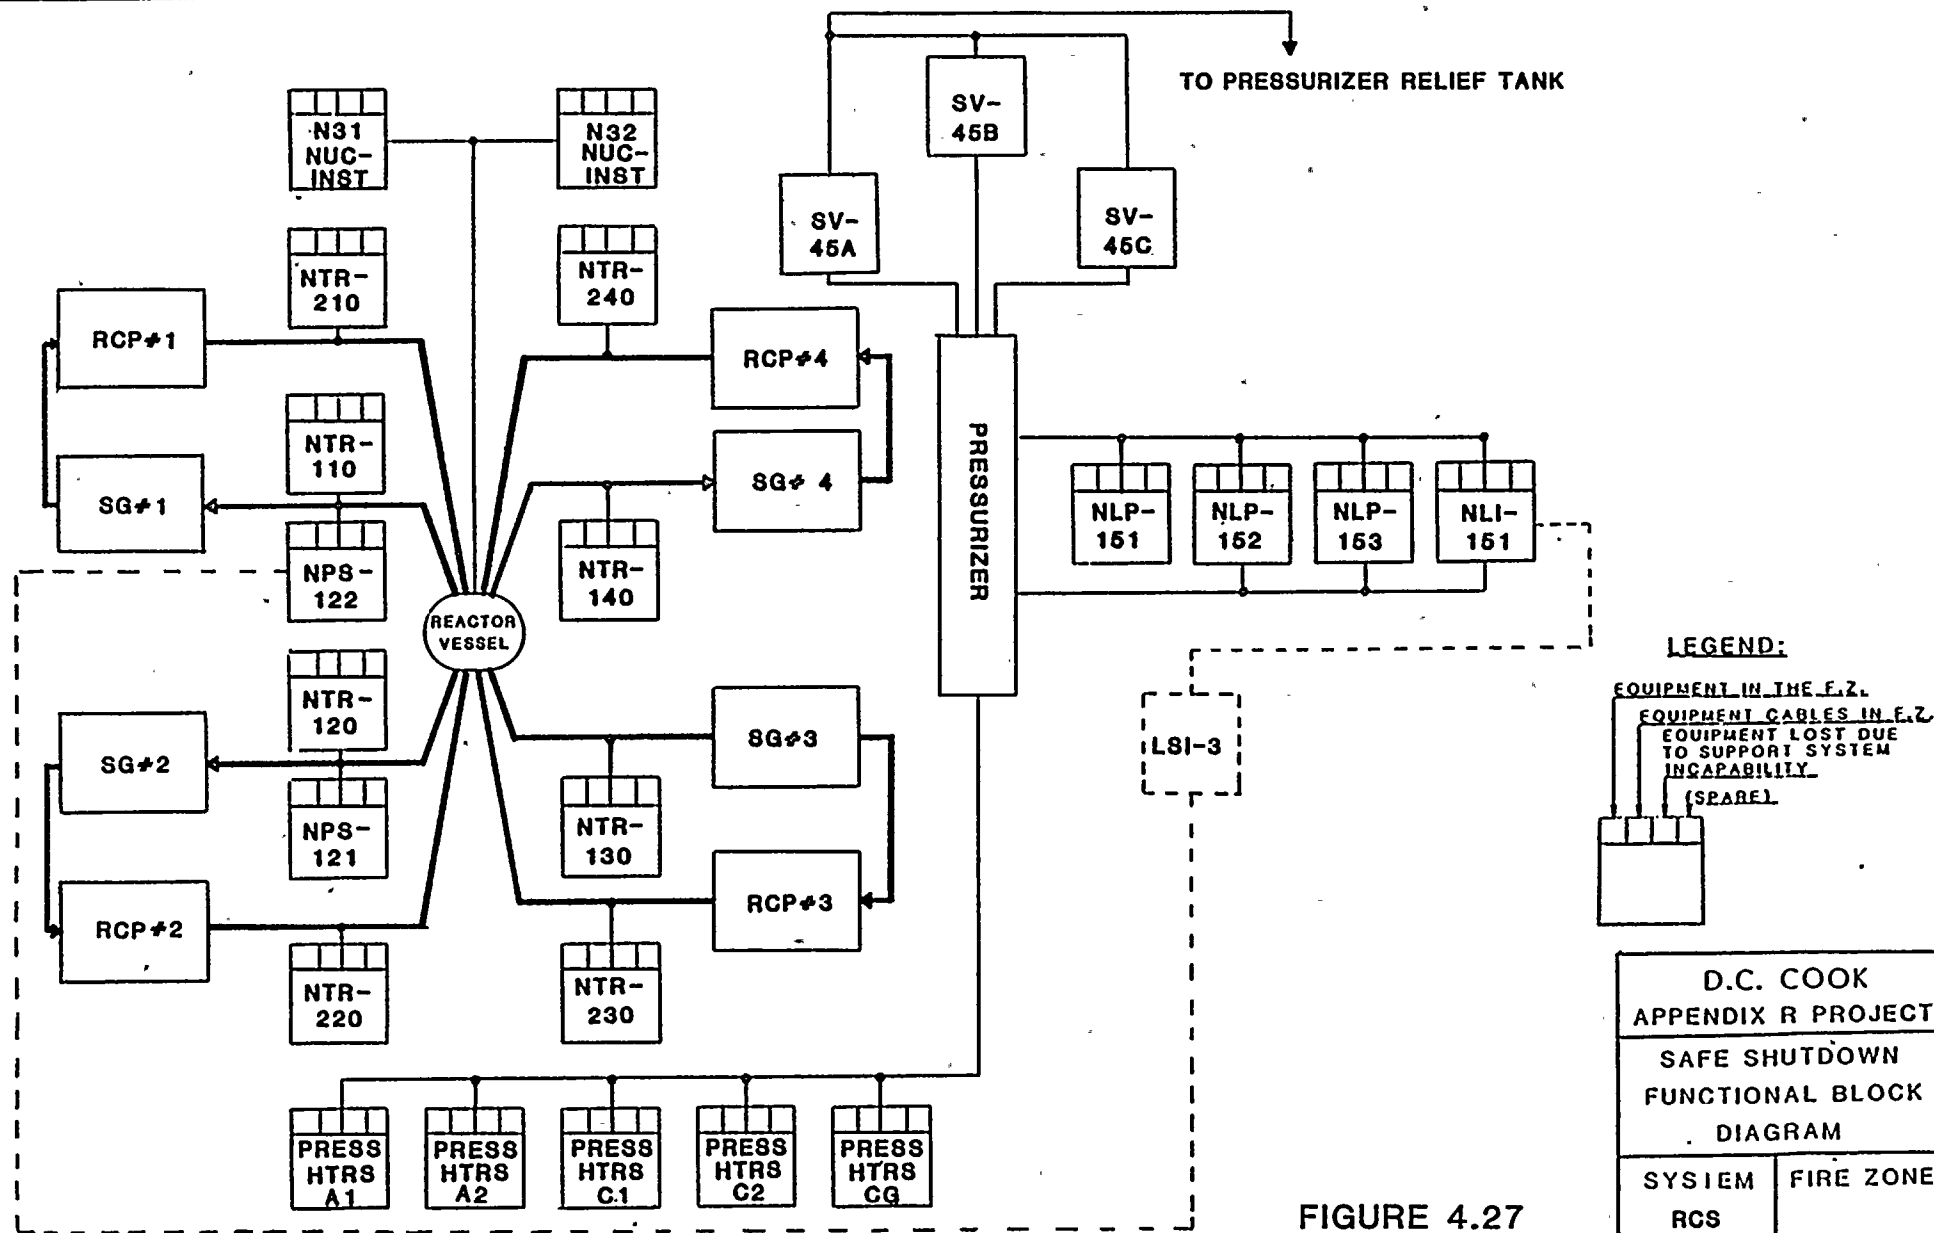 TO PRESSURIZER RELIEF TANK
N31
NUC-
INST
N32
NUC-
INST
SV-
45B
SV-
45A
SV-
45C
NTR-
210
NTR-
240
RCP#1
RCP#4
NTR-
110
SG#1
SG# 4
NPS-
122
NTR-
140
REACTOR
VESSEL
PRESSURIZER
NLP-
151
NLP-
152
NLP-
153
NLI-
151
NTR-
120
SG#2
SG#3
NPS-
121
NTR-
130
RCP#2
RCP#3
NTR-
220
NTR-
230
LSI-3
PRESS
HTRS
A1
PRESS
HTRS
A2
PRESS
HTRS
C1
PRESS
HTRS
C2
PRESS
HTRS
CG
LEGEND:
EQUIPMENT IN THE F.Z.
EQUIPMENT CABLES IN F.Z.
EQUIPMENT LOST DUE
TO SUPPORT SYSTEM
INCAPABILITY
(SPARE)
D.C. COOK
APPENDIX R PROJECT
SAFE SHUTDOWN
FUNCTIONAL BLOCK
DIAGRAM
SYSTEM
RCS
FIRE ZONE
FIGURE 4.27